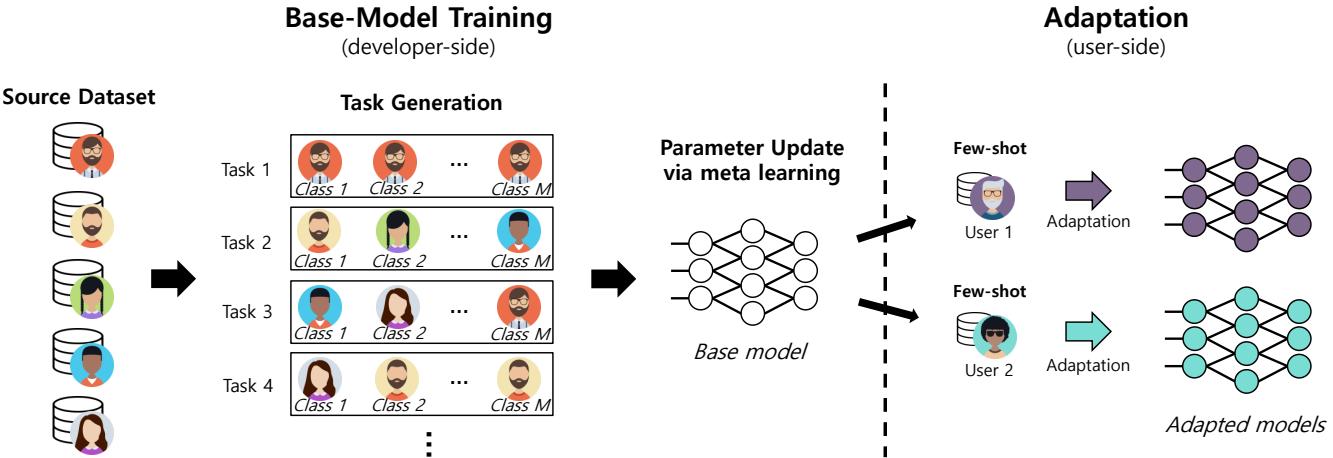 Base-Model Training
(developer-side)
Adaptation
(user-side)
Source Dataset
Task Generation
Task 1
Class 1
Class 2
...
Class M
Task 2
Class 1
Class 2
...
Class M
Task 3
Class 1
Class 2
...
Class M
Task 4
Class 1
Class 2
...
Class M
Parameter Update
via meta learning
Base model
Few-shot
User 1
Adaptation
Few-shot
User 2
Adaptation
Adapted models